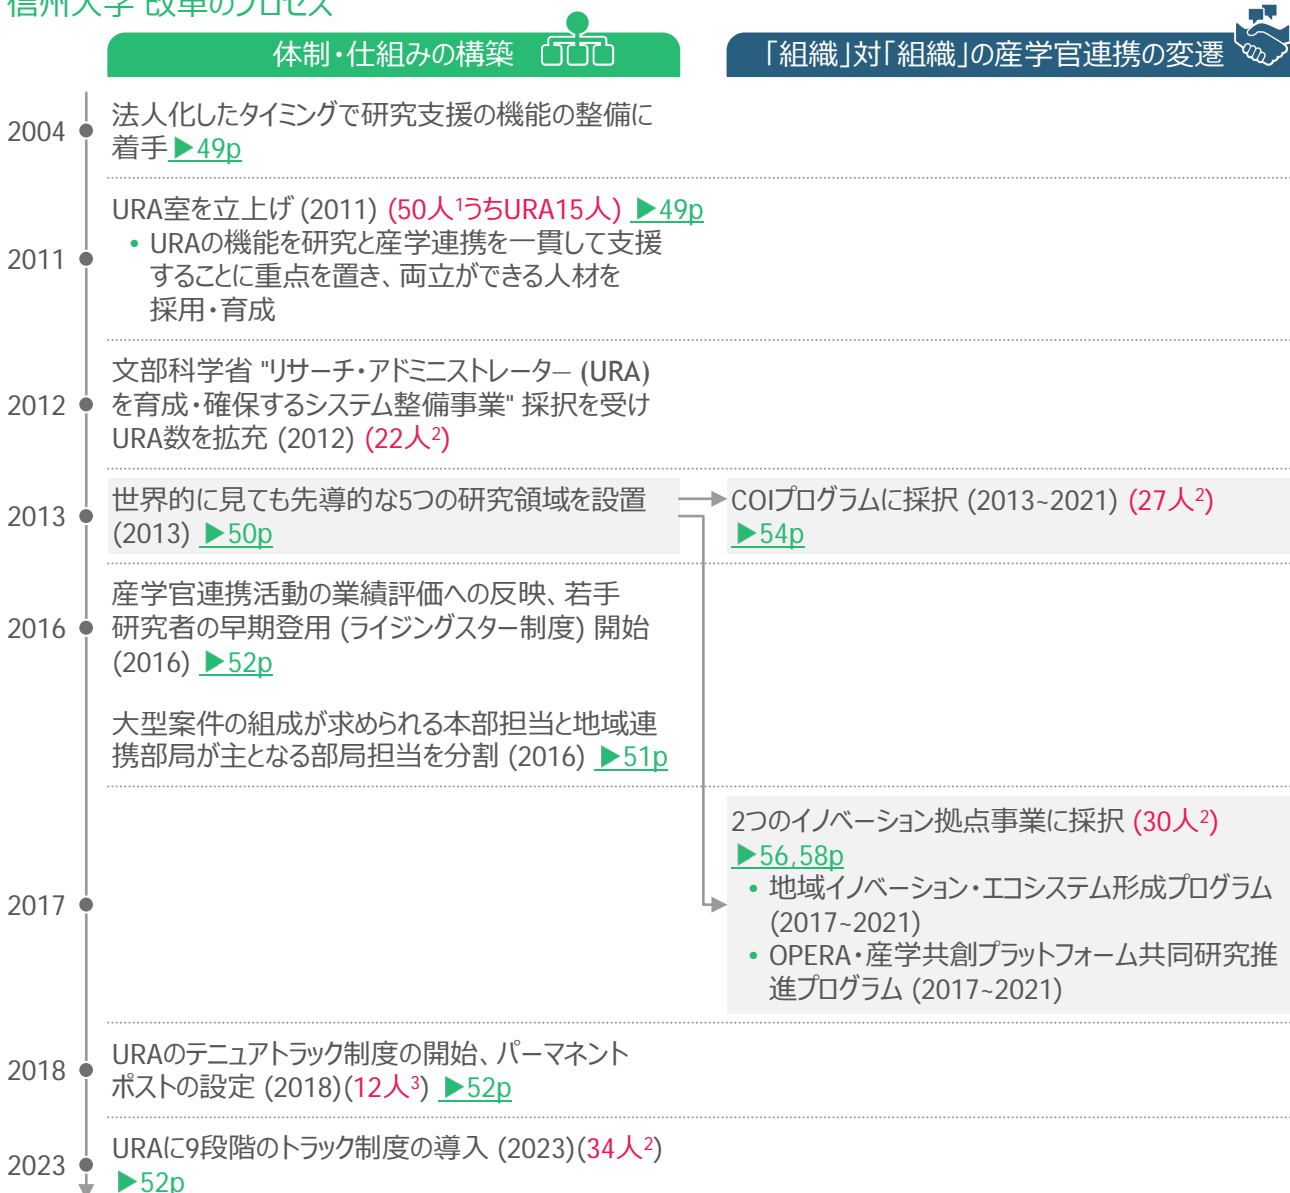 信州大学 改革のプロセス
体制・仕組みの構築
「組織」対「組織」の産学官連携の変遷
2004
法人化したタイミングで研究支援の機能の整備に
着手 ▶49p
2011
URA室を立上げ (2011) (50人¹うちURA15人) ▶49p
• URAの機能を研究と産学連携を一貫して支援
することに重点を置き、両立ができる人材を
採用・育成
2012
文部科学省 "リサーチ・アドミニストレーター (URA)
を育成・確保するシステム整備事業" 採択を受け
URA数を拡充 (2012) (22人²)
2013
世界的に見ても先導的な5つの研究領域を設置
(2013) ▶50p
COIプログラムに採択 (2013~2021) (27人²)
▶54p
2016
産学官連携活動の業績評価への反映、若手
研究者の早期登用 (ライジングスター制度) 開始
(2016) ▶52p
大型案件の組成が求められる本部担当と地域連
携部局が主となる部局担当を分割 (2016) ▶51p
2017
2つのイノベーション拠点事業に採択 (30人²)
▶56,58p
• 地域イノベーション・エコシステム形成プログラム
(2017~2021)
• OPERA・産学共創プラットフォーム共同研究推
進プログラム (2017~2021)
2018
URAのテニュアトラック制度の開始、パーマネント
ポストの設定 (2018)(12人³) ▶52p
2023
URAに9段階のトラック制度の導入 (2023)(34人²)
▶52p